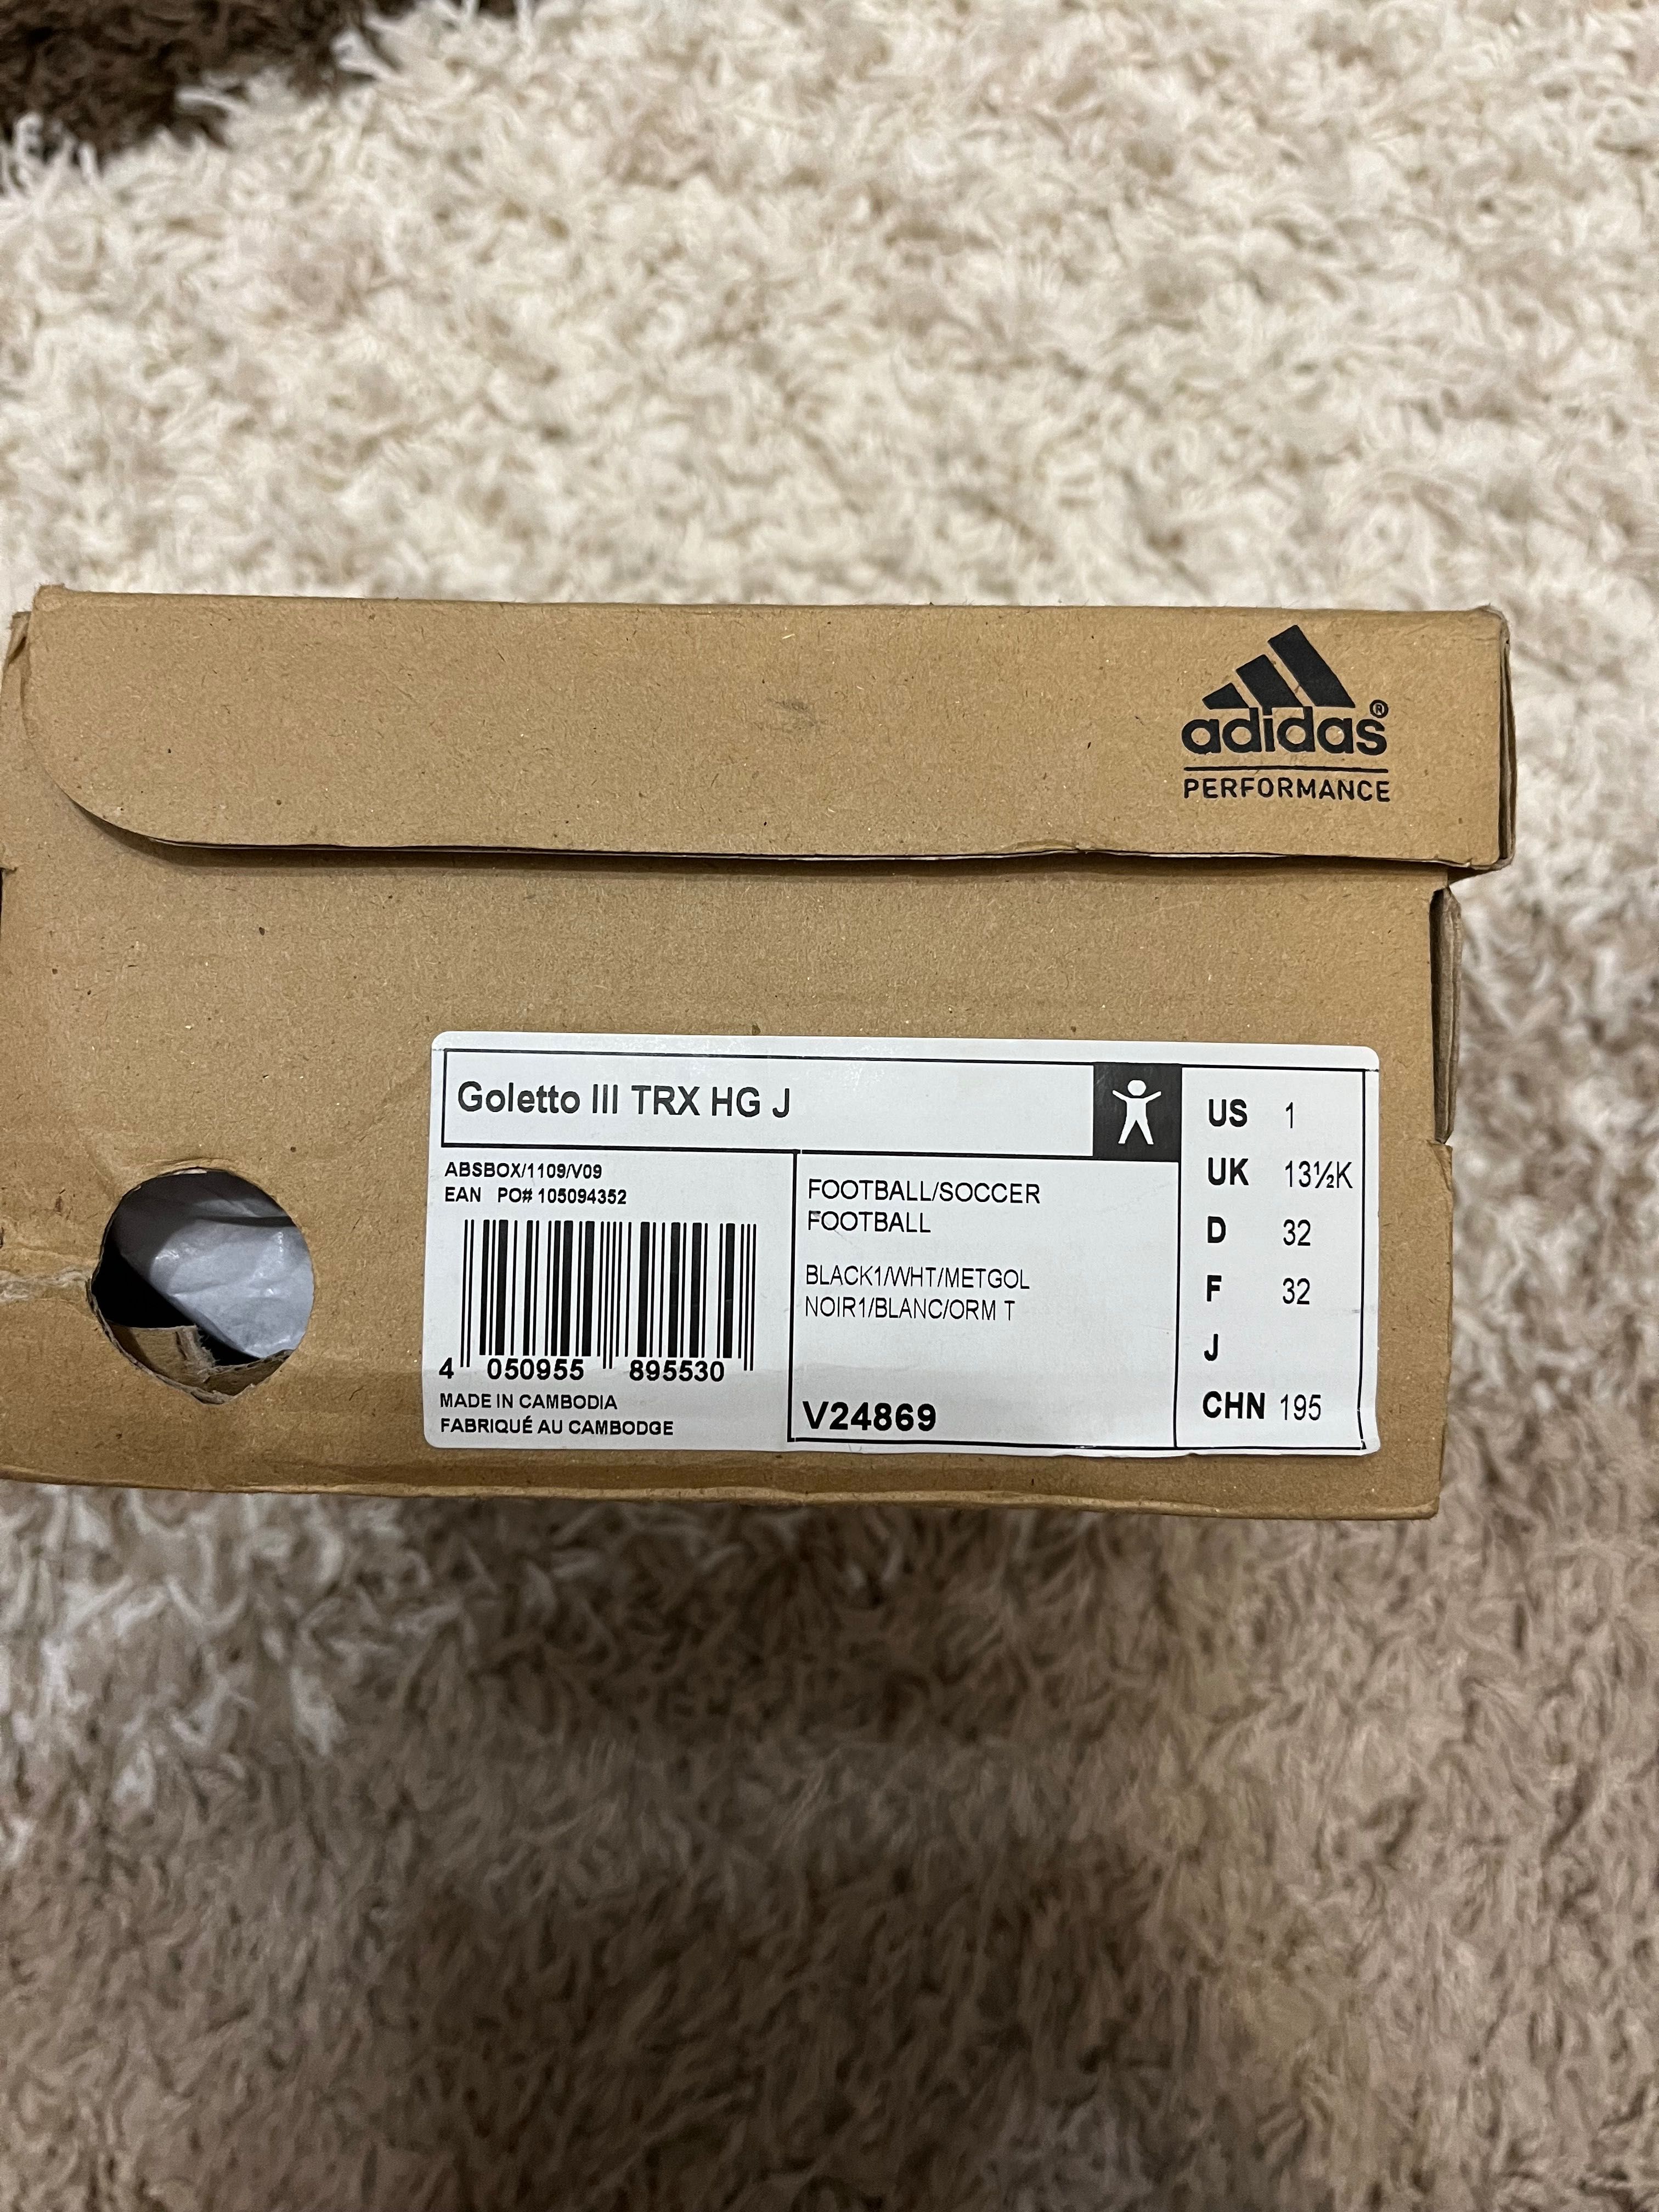 adidas®
PERFORMANCE
Goletto III TRX HG J
ABSBOX/1109/V09
EAN PO# 105094352
4 050955 895530
MADE IN CAMBODIA
FABRIQUÉ AU CAMBODGE
FOOTBALL/SOCCER
FOOTBALL
BLACK1/WHT/METGOL
NOIR1/BLANC/ORM T
V24869
US 1
UK 13½K
D 32
F 32
J
CHN 195